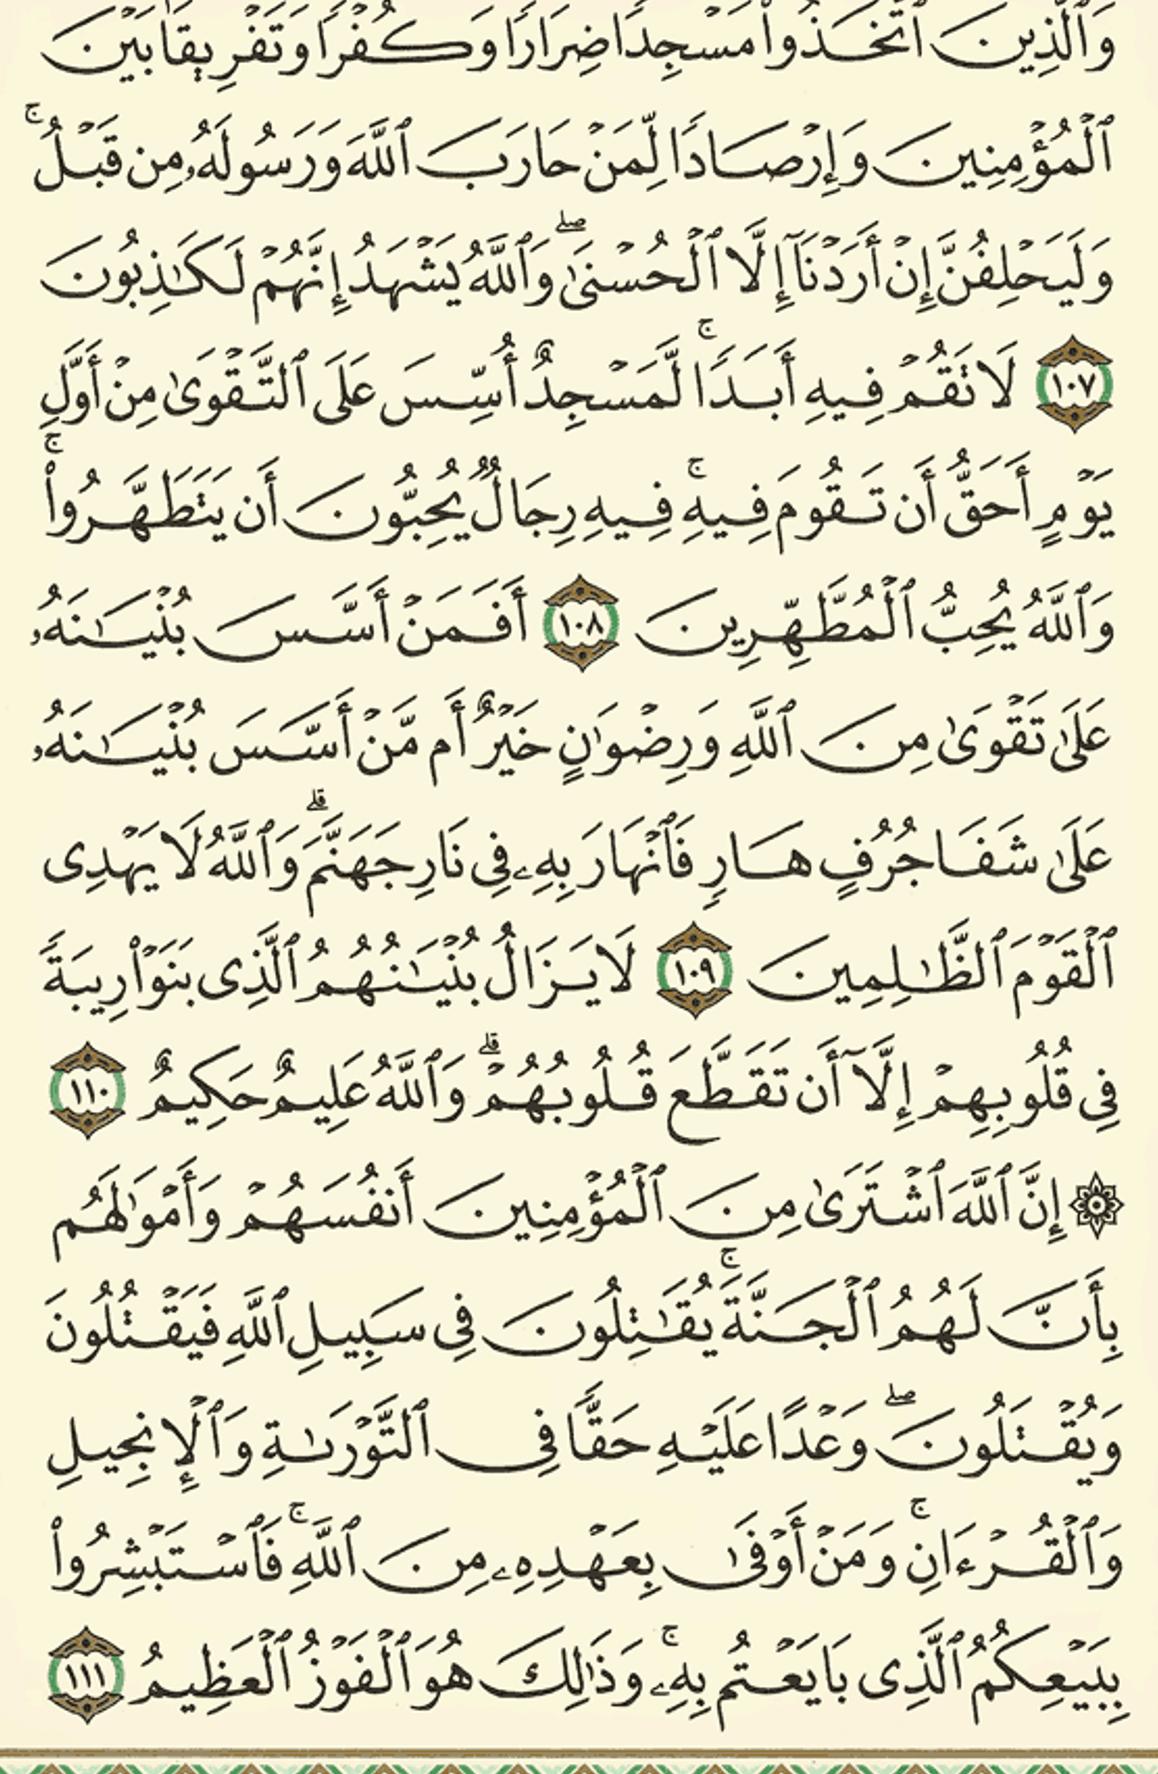 وَٱلَّذِينَ ٱتَّخَذُوا۟ مَسْجِدًا ضِرَارًا وَكُفْرًا وَتَفْرِيقًۢا بَيْنَ
ٱلْمُؤْمِنِينَ وَإِرْصَادًا لِّمَنْ حَارَبَ ٱللَّهَ وَرَسُولَهُۥ مِن قَبْلُ ۚ
وَلَيَحْلِفُنَّ إِنْ أَرَدْنَآ إِلَّا ٱلْحُسْنَىٰ ۖ وَٱللَّهُ يَشْهَدُ إِنَّهُمْ لَكَـٰذِبُونَ
١٠٧ لَا تَقُمْ فِيهِ أَبَدًا ۚ لَّمَسْجِدٌ أُسِّسَ عَلَى ٱلتَّقْوَىٰ مِنْ أَوَّلِ
يَوْمٍ أَحَقُّ أَن تَقُومَ فِيهِ ۚ فِيهِ رِجَالٌ يُحِبُّونَ أَن يَتَطَهَّرُوا۟ ۚ
وَٱللَّهُ يُحِبُّ ٱلْمُطَّهِّرِينَ ١٠٨ أَفَمَنْ أَسَّسَ بُنْيَـٰنَهُۥ
عَلَىٰ تَقْوَىٰ مِنَ ٱللَّهِ وَرِضْوَٰنٍ خَيْرٌ أَم مَّنْ أَسَّسَ بُنْيَـٰنَهُۥ
عَلَىٰ شَفَا جُرُفٍ هَارٍ فَٱنْهَارَ بِهِۦ فِى نَارِ جَهَنَّمَ ۗ وَٱللَّهُ لَا يَهْدِى
ٱلْقَوْمَ ٱلظَّـٰلِمِينَ ١٠٩ لَا يَزَالُ بُنْيَـٰنُهُمُ ٱلَّذِى بَنَوْا۟ رِيبَةً
فِى قُلُوبِهِمْ إِلَّآ أَن تَقَطَّعَ قُلُوبُهُمْ ۗ وَٱللَّهُ عَلِيمٌ حَكِيمٌ ١١٠
۞ إِنَّ ٱللَّهَ ٱشْتَرَىٰ مِنَ ٱلْمُؤْمِنِينَ أَنفُسَهُمْ وَأَمْوَٰلَهُم
بِأَنَّ لَهُمُ ٱلْجَنَّةَ ۚ يُقَـٰتِلُونَ فِى سَبِيلِ ٱللَّهِ فَيَقْتُلُونَ
وَيُقْتَلُونَ ۖ وَعْدًا عَلَيْهِ حَقًّا فِى ٱلتَّوْرَىٰةِ وَٱلْإِنجِيلِ
وَٱلْقُرْءَانِ ۚ وَمَنْ أَوْفَىٰ بِعَهْدِهِۦ مِنَ ٱللَّهِ ۚ فَٱسْتَبْشِرُوا۟
بِبَيْعِكُمُ ٱلَّذِى بَايَعْتُم بِهِۦ ۚ وَذَٰلِكَ هُوَ ٱلْفَوْزُ ٱلْعَظِيمُ ١١١